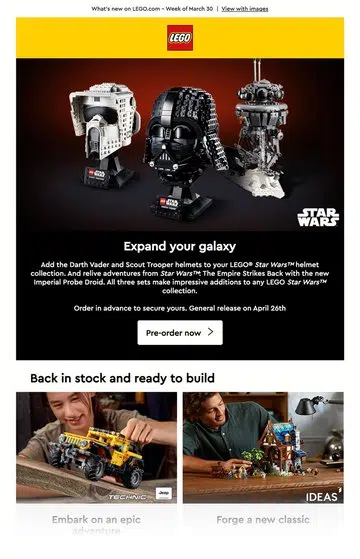 What's new on LEGO.com - Week of March 30 | View with images
LEGO
STAR
WARS
Expand your galaxy
Add the Darth Vader and Scout Trooper helmets to your LEGO® Star Wars™ helmet
collection. And relive adventures from Star Wars™: The Empire Strikes Back with the new
Imperial Probe Droid. All three sets make impressive additions to any LEGO Star Wars™
collection.
Order in advance to secure yours. General release on April 26th
Pre-order now
Back in stock and ready to build
TECHNIC
Jeep
IDEAS
Embark on an epic
adventure
Forge a new classic